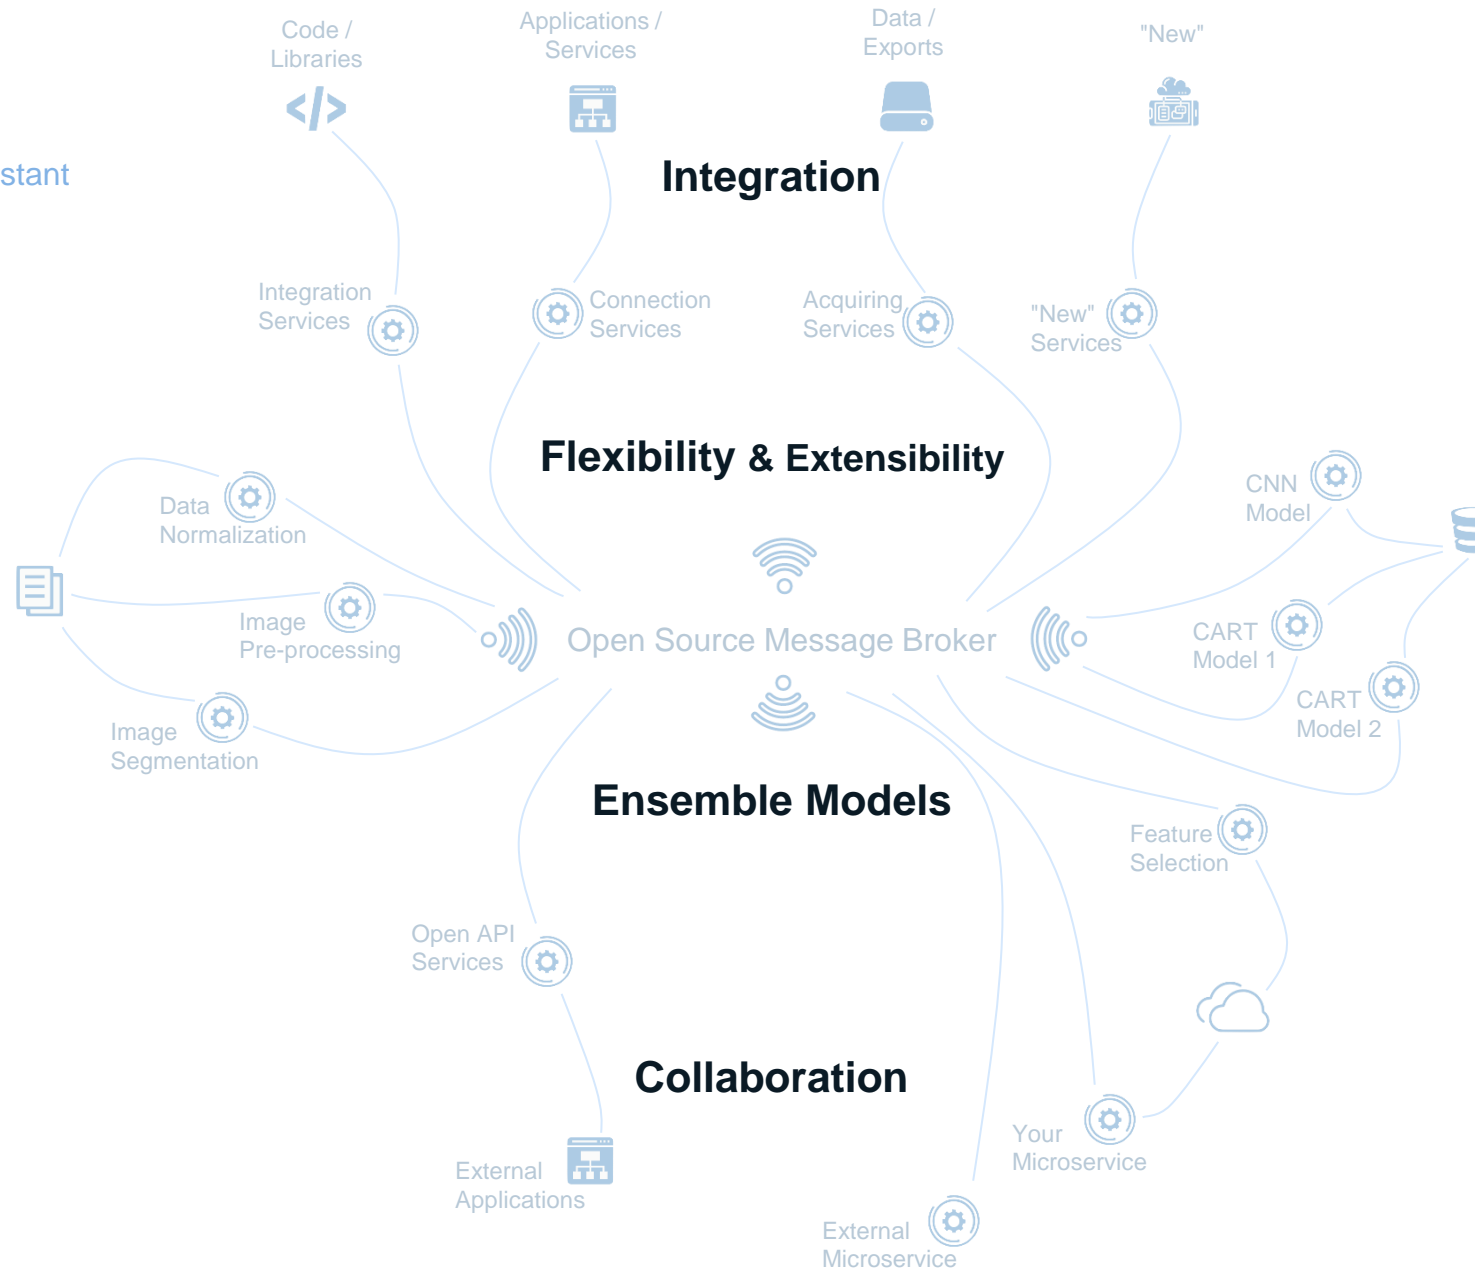 Code /
Libraries
Applications /
Services
Data /
Exports
"New"
stant
Integration
Integration
Services
Connection
Services
Acquiring
Services
"New"
Services
Flexibility & Extensibility
Data
Normalization
CNN
Model
Image
Pre-processing
Open Source Message Broker
CART
Model 1
CART
Model 2
Image
Segmentation
Ensemble Models
Feature
Selection
Open API
Services
Collaboration
Your
Microservice
External
Applications
External
Microservice